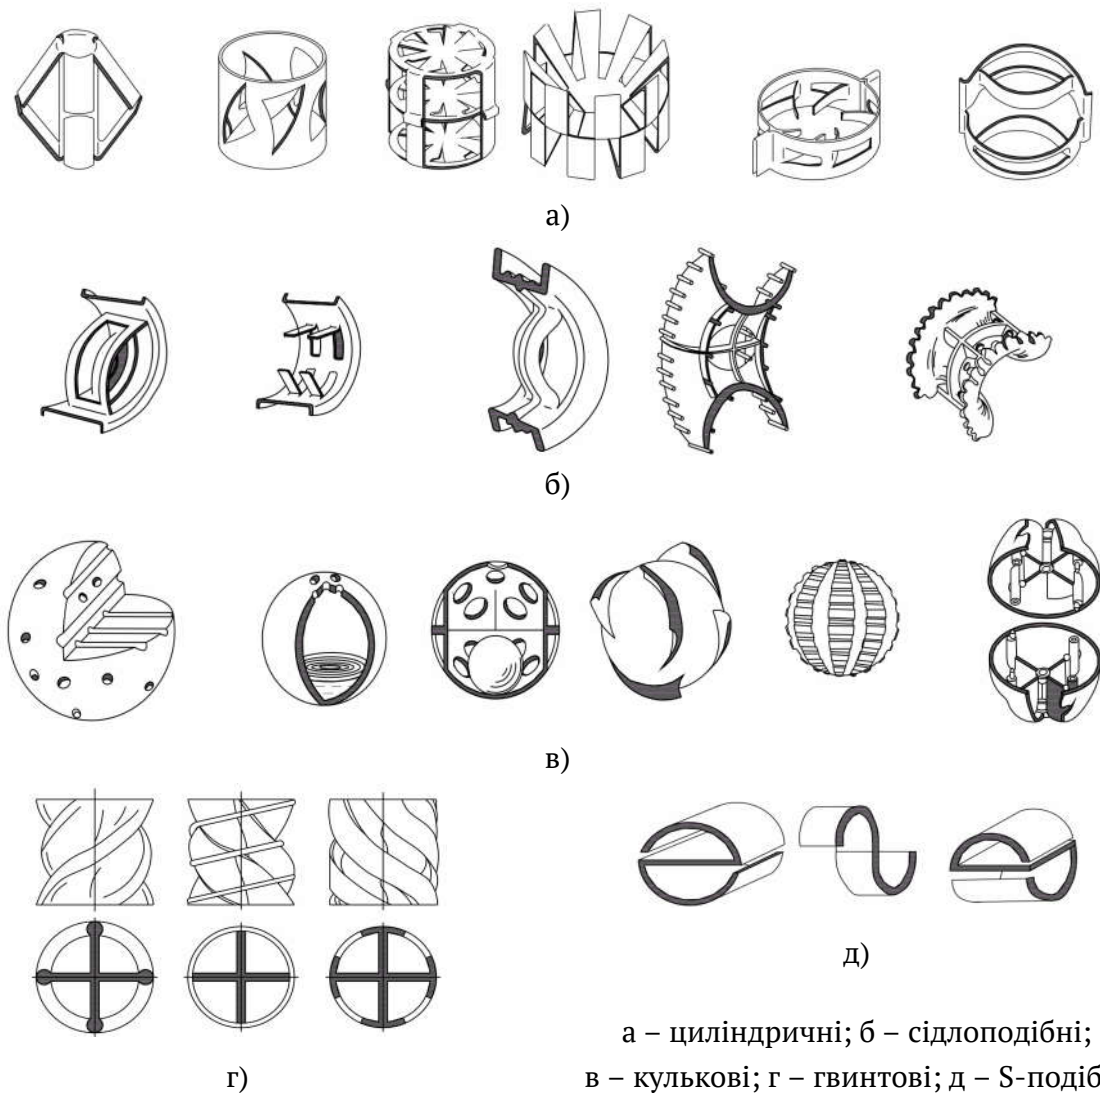 а)
б)
в)
г)
д)
а – циліндричні; б – сідлоподібні;
в – кулькові; г – гвинтові; д – S-подіб